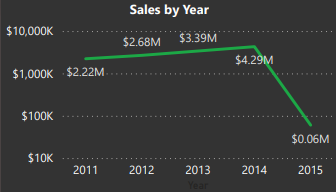 Sales by Year
$10,000K
$2.68M $3.39M
$1,000K $2.22M $4.29M
$100K
$0.06M
$10K
2011 2012 2013 2014 2015
Year